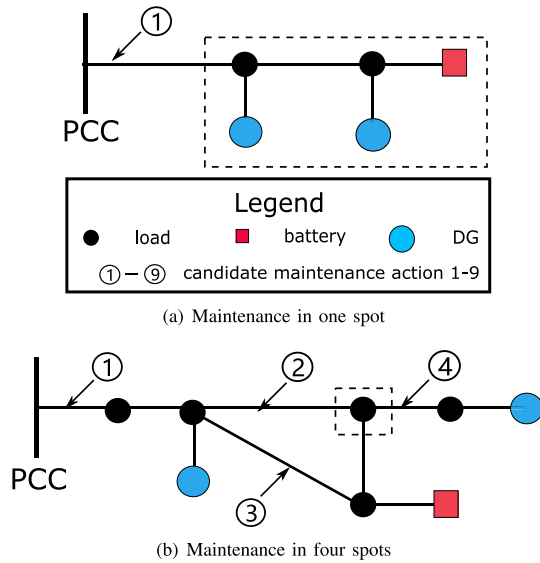 ①
PCC
Legend
load battery DG
①–⑨ candidate maintenance action 1-9
(a) Maintenance in one spot
① ② ④
PCC
③
(b) Maintenance in four spots